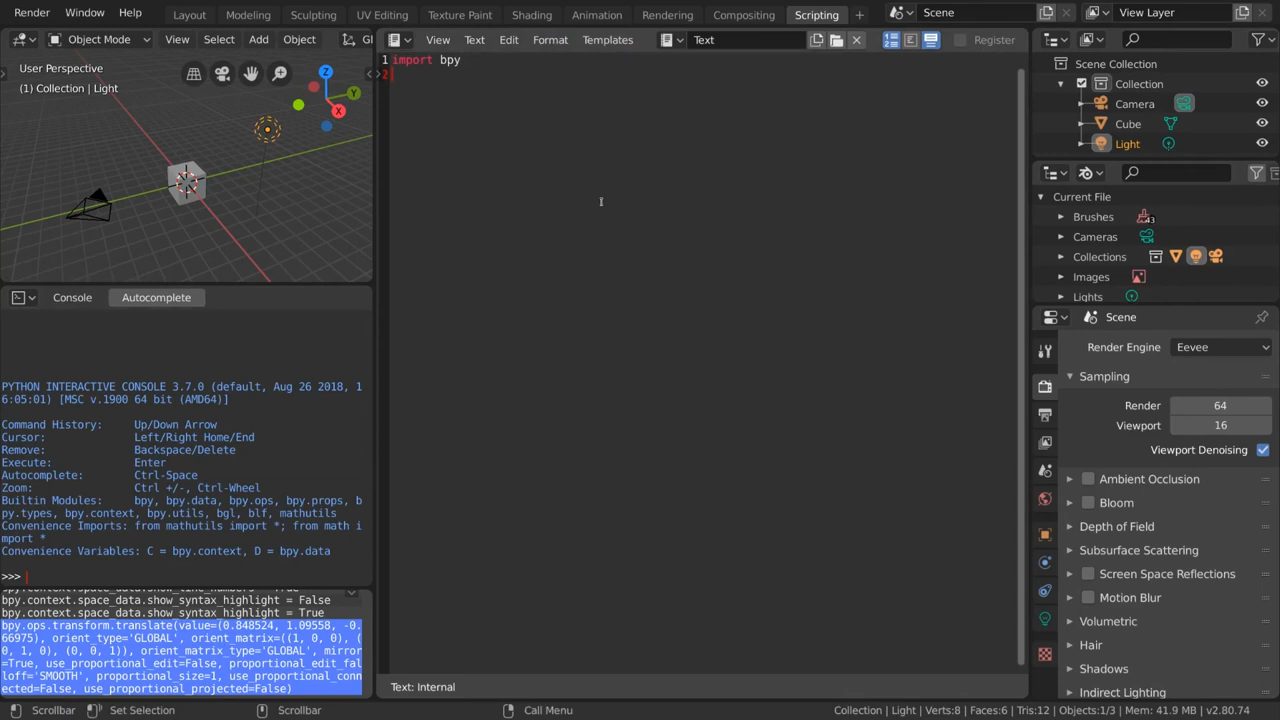 Render Window Help Layout Modeling Sculpting UV Editing Texture Paint Shading Animation Rendering Compositing Scripting Scene View Layer
Object Mode View Select Add Object Gl
View Text Edit Format Templates Text Register
User Perspective
(1) Collection | Light
Z
Y
X
1 import bpy
2
Scene Collection
Collection
Camera
Cube
Light
Current File
Brushes 43
Cameras
Collections
Images
Lights
Console Autocomplete
PYTHON INTERACTIVE CONSOLE 3.7.0 (default, Aug 26 2018, 1
6:05:01) [MSC v.1900 64 bit (AMD64)]
Command History: Up/Down Arrow
Cursor: Left/Right Home/End
Remove: Backspace/Delete
Execute: Enter
Autocomplete: Ctrl-Space
Zoom: Ctrl +/-, Ctrl-Wheel
Builtin Modules: bpy, bpy.data, bpy.ops, bpy.props, b
py.types, bpy.context, bpy.utils, bgl, blf, mathutils
Convenience Imports: from mathutils import *; from math i
mport *
Convenience Variables: C = bpy.context, D = bpy.data
>>>
bpy.context.space_data.show_line_numbers = True
bpy.context.space_data.show_syntax_highlight = False
bpy.context.space_data.show_syntax_highlight = True
bpy.ops.transform.translate(value=(0.848524, 1.09558, -0.
66975), orient_type='GLOBAL', orient_matrix=((1, 0, 0), (
0, 1, 0), (0, 0, 1)), orient_matrix_type='GLOBAL', mirror
=True, use_proportional_edit=False, proportional_edit_fal
loff='SMOOTH', proportional_size=1, use_proportional_conn
ected=False, use_proportional_projected=False)
Text: Internal
Scene
Render Engine Eevee
Sampling
Render 64
Viewport 16
Viewport Denoising
Ambient Occlusion
Bloom
Depth of Field
Subsurface Scattering
Screen Space Reflections
Motion Blur
Volumetric
Hair
Shadows
Indirect Lighting
Scrollbar Set Selection Scrollbar Call Menu Collection | Light | Verts:8 | Faces:6 | Tris:12 | Objects:1/3 | Mem: 41.9 MB | v2.80.74